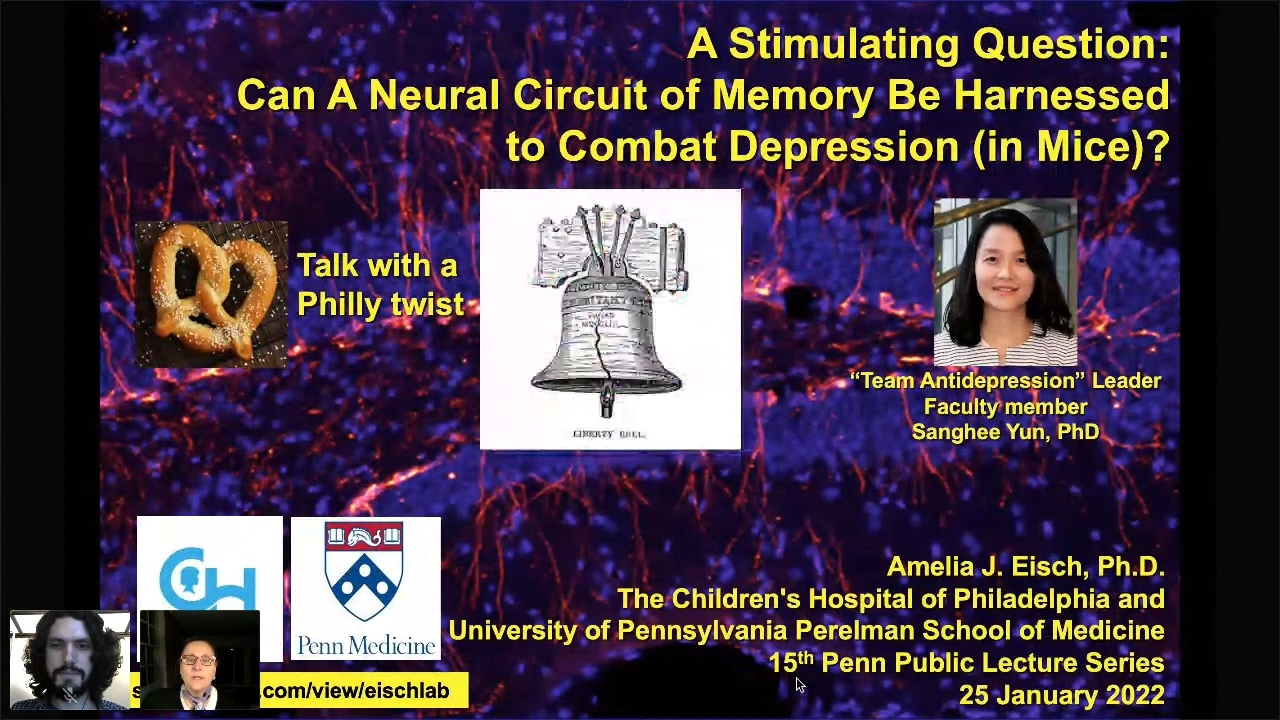 A Stimulating Question:
Can A Neural Circuit of Memory Be Harnessed
to Combat Depression (in Mice)?
Talk with a
Philly twist
LIBERTY BELL.
“Team Antidepression” Leader
Faculty member
Sanghee Yun, PhD
CH
Penn Medicine
Amelia J. Eisch, Ph.D.
The Children's Hospital of Philadelphia and
University of Pennsylvania Perelman School of Medicine
15th Penn Public Lecture Series
25 January 2022
.com/view/eischlab